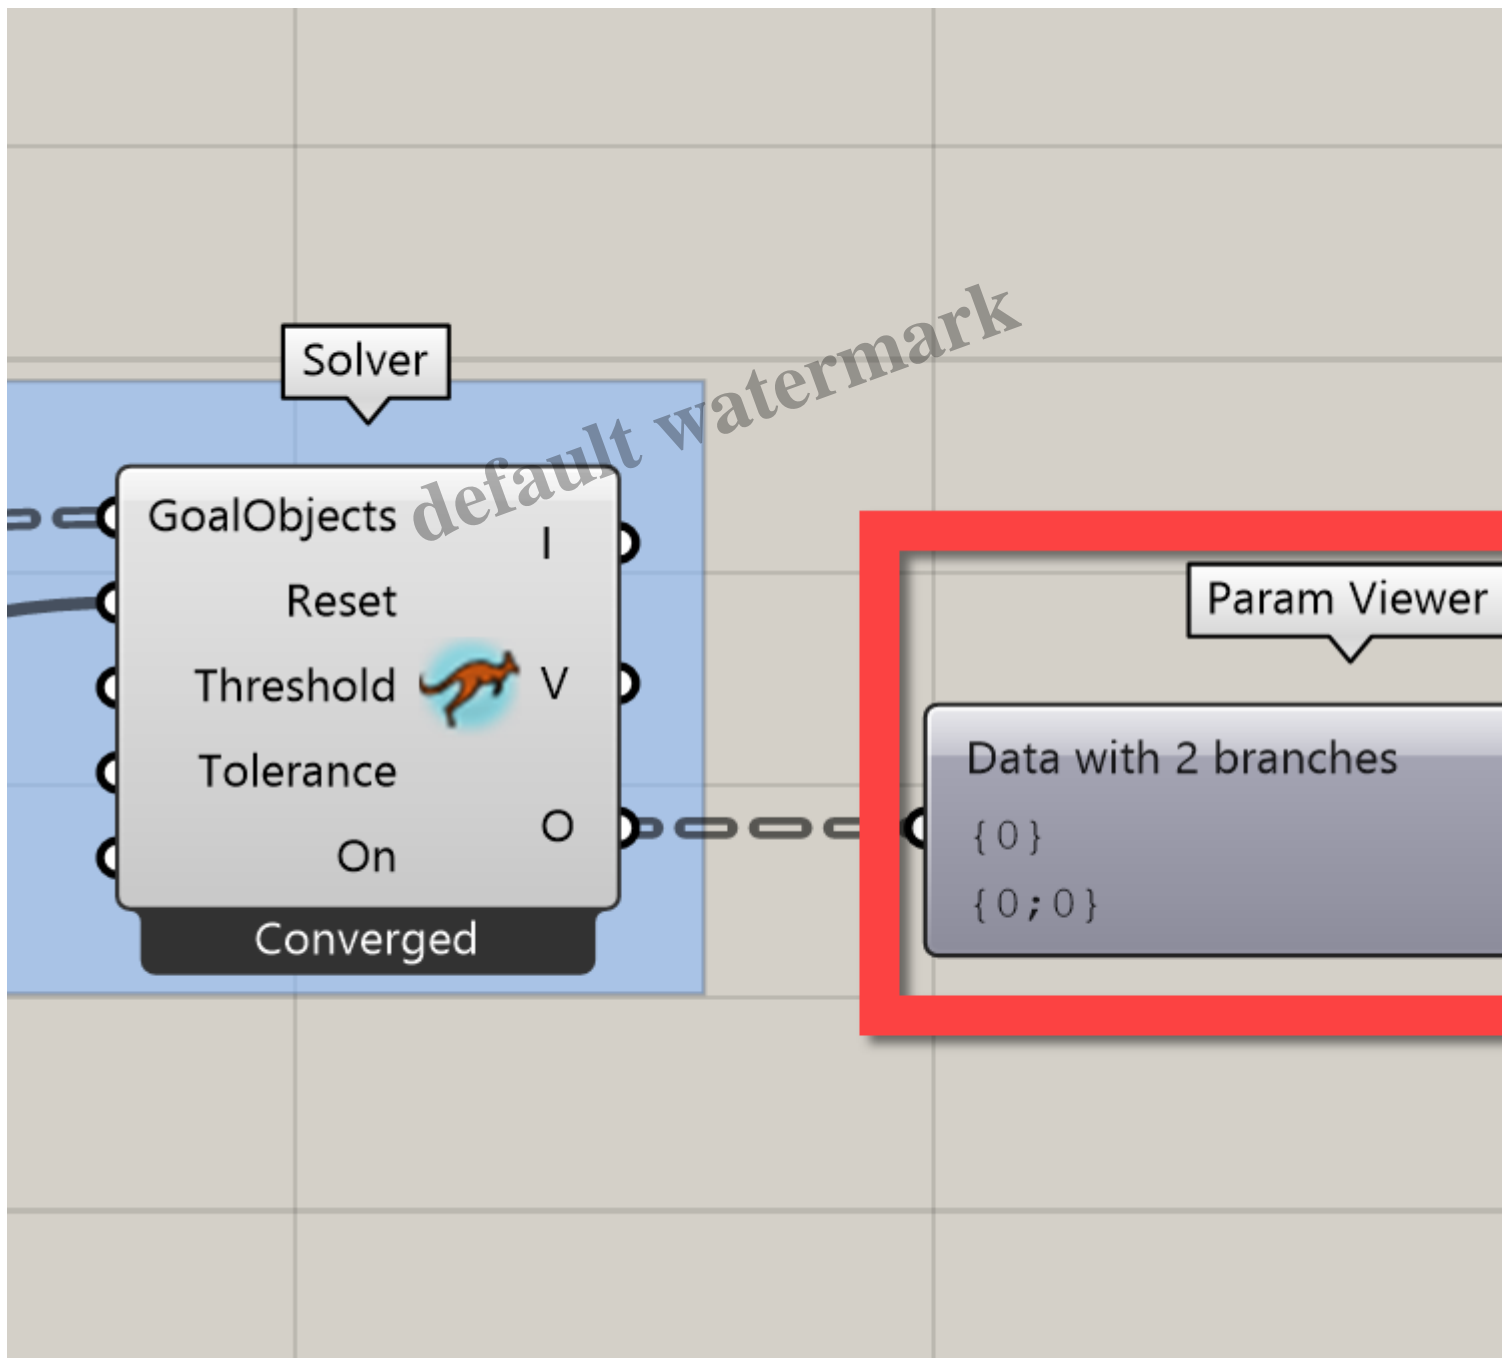 Solver
default watermark
GoalObjects
I
Reset
Threshold
V
Tolerance
O
On
Converged
Param Viewer
Data with 2 branches
{0}
{0;0}